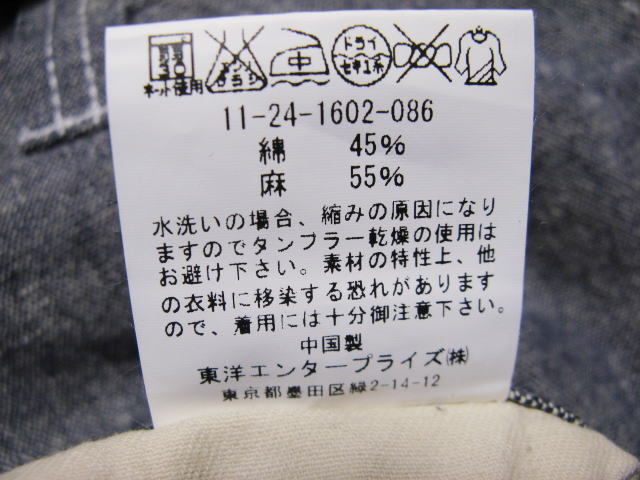 ネット使用 エンソサラシ 中 ドライ セキユ系
11-24-1602-086
綿 45%
麻 55%
水洗いの場合、縮みの原因になり
ますのでタンブラー乾燥の使用は
お避け下さい。素材の特性上、他
の衣料に移染する恐れがあります
ので、着用には十分御注意下さい。
中国製
東洋エンタープライズ㈱
東京都墨田区緑2-14-12